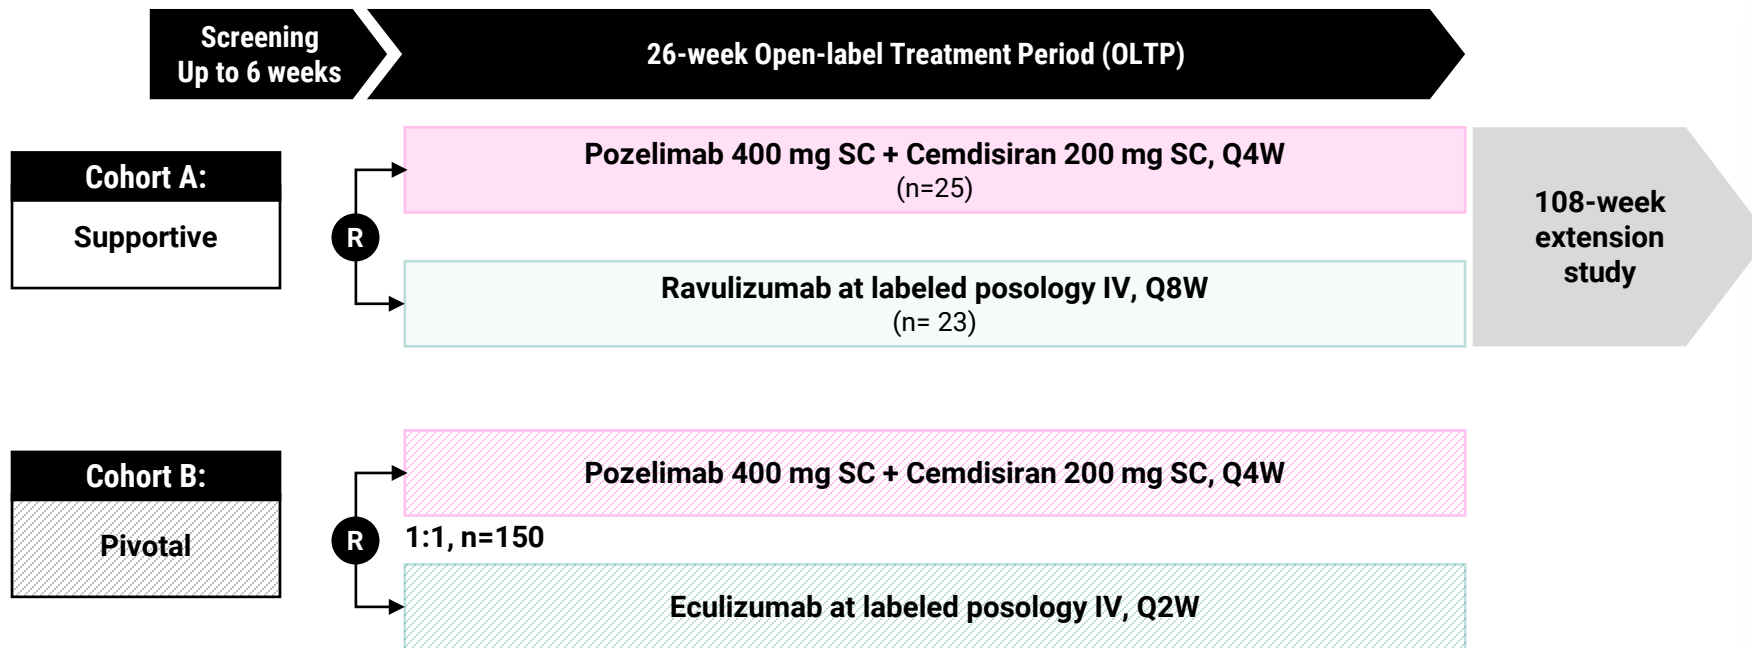 Screening
Up to 6 weeks
26-week Open-label Treatment Period (OLTP)
Cohort A:
Supportive
R
Pozelimab 400 mg SC + Cemdisiran 200 mg SC, Q4W
(n=25)
Ravulizumab at labeled posology IV, Q8W
(n= 23)
108-week
extension
study
Cohort B:
Pivotal
R
Pozelimab 400 mg SC + Cemdisiran 200 mg SC, Q4W
1:1, n=150
Eculizumab at labeled posology IV, Q2W